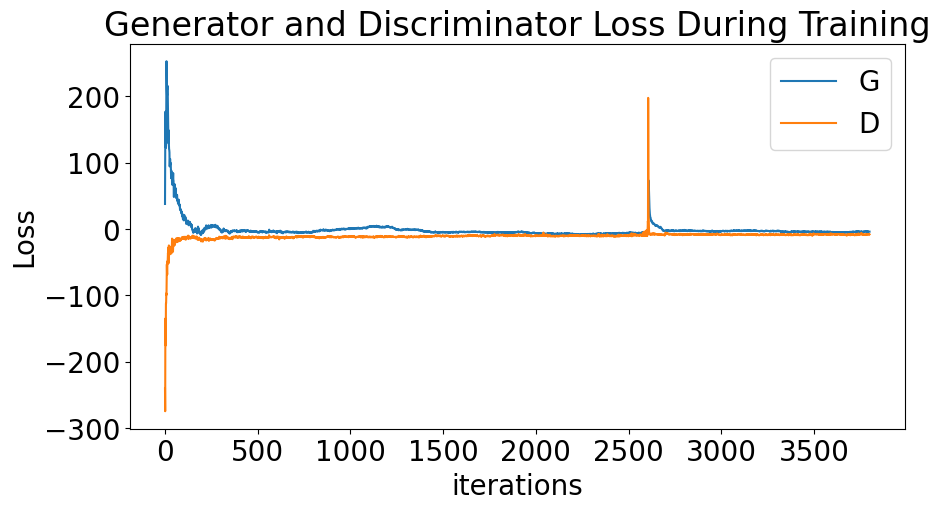 Generator and Discriminator Loss During Training
G
D
200
100
0
−100
−200
−300
Loss
0 500 1000 1500 2000 2500 3000 3500
iterations